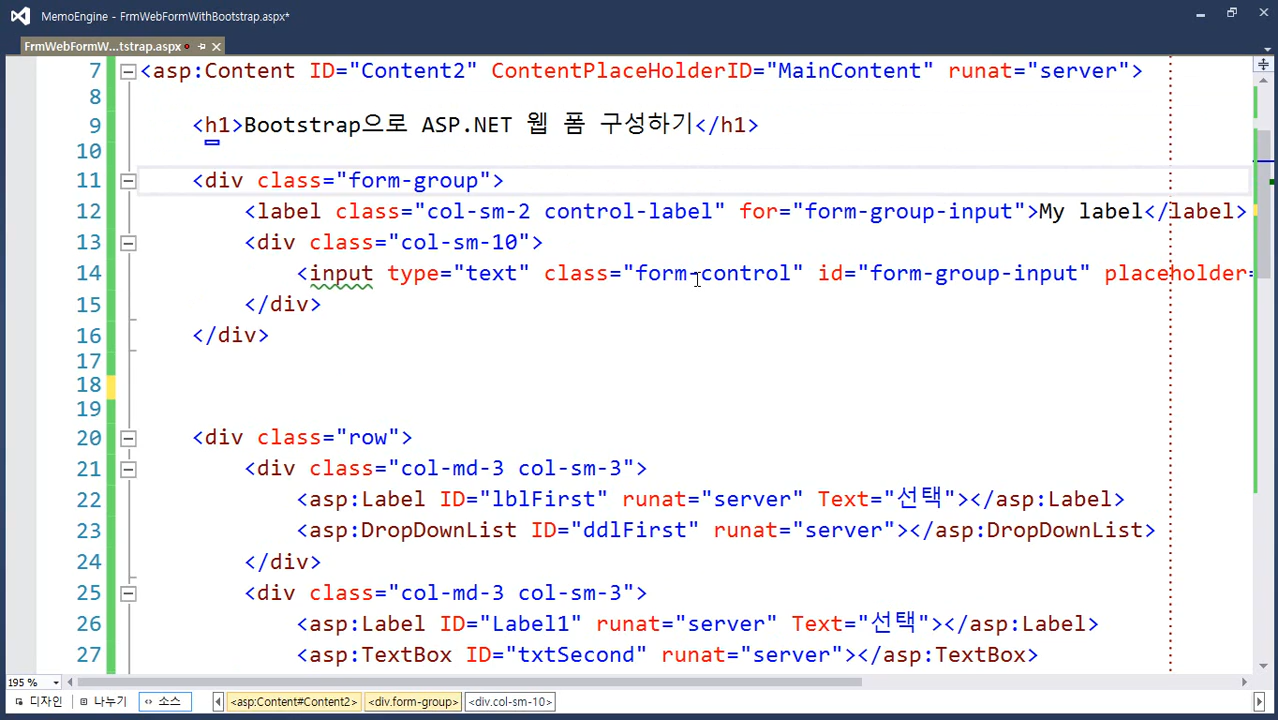 MemoEngine - FrmWebFormWithBootstrap.aspx*
FrmWebFormW...tstrap.aspx
7 <asp:Content ID="Content2" ContentPlaceHolderID="MainContent" runat="server">
8
9 <h1>Bootstrap으로 ASP.NET 웹 폼 구성하기</h1>
10
11 <div class="form-group">
12 <label class="col-sm-2 control-label" for="form-group-input">My label</label>
13 <div class="col-sm-10">
14 <input type="text" class="form-control" id="form-group-input" placeholder=
15 </div>
16 </div>
17
18
19
20 <div class="row">
21 <div class="col-md-3 col-sm-3">
22 <asp:Label ID="lblFirst" runat="server" Text="선택"></asp:Label>
23 <asp:DropDownList ID="ddlFirst" runat="server"></asp:DropDownList>
24 </div>
25 <div class="col-md-3 col-sm-3">
26 <asp:Label ID="Label1" runat="server" Text="선택"></asp:Label>
27 <asp:TextBox ID="txtSecond" runat="server"></asp:TextBox>
195 %
디자인 나누기 소스 <asp:Content#Content2> <div.form-group> <div.col-sm-10>